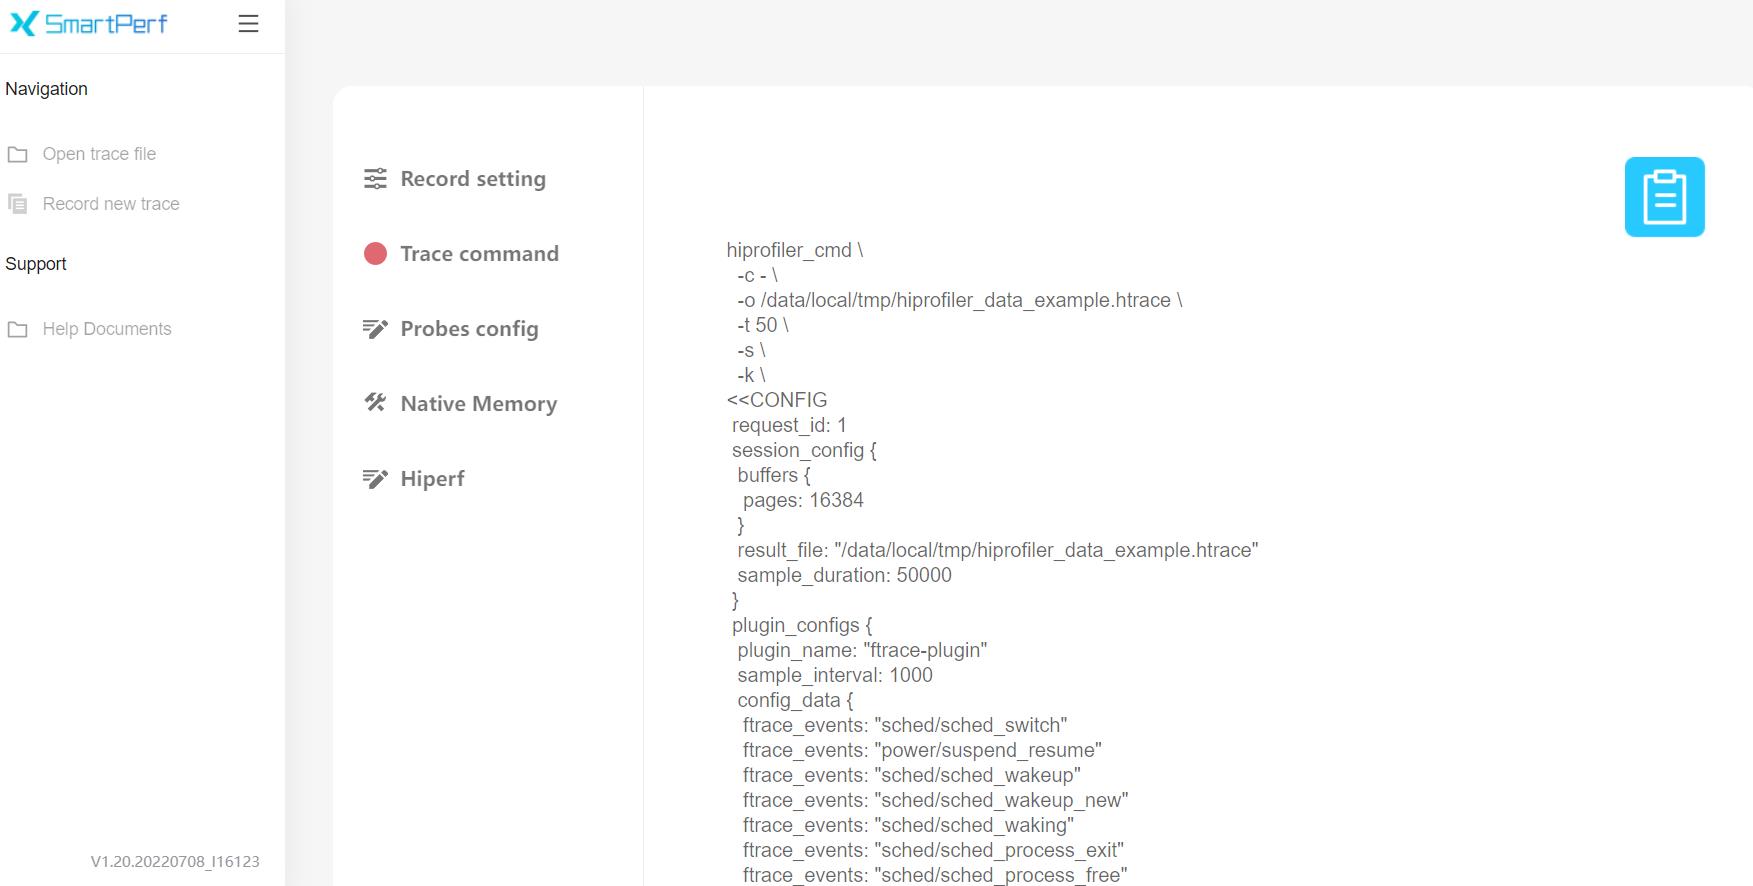 SmartPerf
Navigation
Open trace file
Record new trace
Support
Help Documents
V1.20.20220708_I16123
Record setting
Trace command
Probes config
Native Memory
Hiperf
hiprofiler_cmd \
-c - \
-o /data/local/tmp/hiprofiler_data_example.htrace \
-t 50 \
-s \
-k \
<<CONFIG
request_id: 1
session_config {
buffers {
pages: 16384
}
result_file: "/data/local/tmp/hiprofiler_data_example.htrace"
sample_duration: 50000
}
plugin_configs {
plugin_name: "ftrace-plugin"
sample_interval: 1000
config_data {
ftrace_events: "sched/sched_switch"
ftrace_events: "power/suspend_resume"
ftrace_events: "sched/sched_wakeup"
ftrace_events: "sched/sched_wakeup_new"
ftrace_events: "sched/sched_waking"
ftrace_events: "sched/sched_process_exit"
ftrace_events: "sched/sched_process_free"